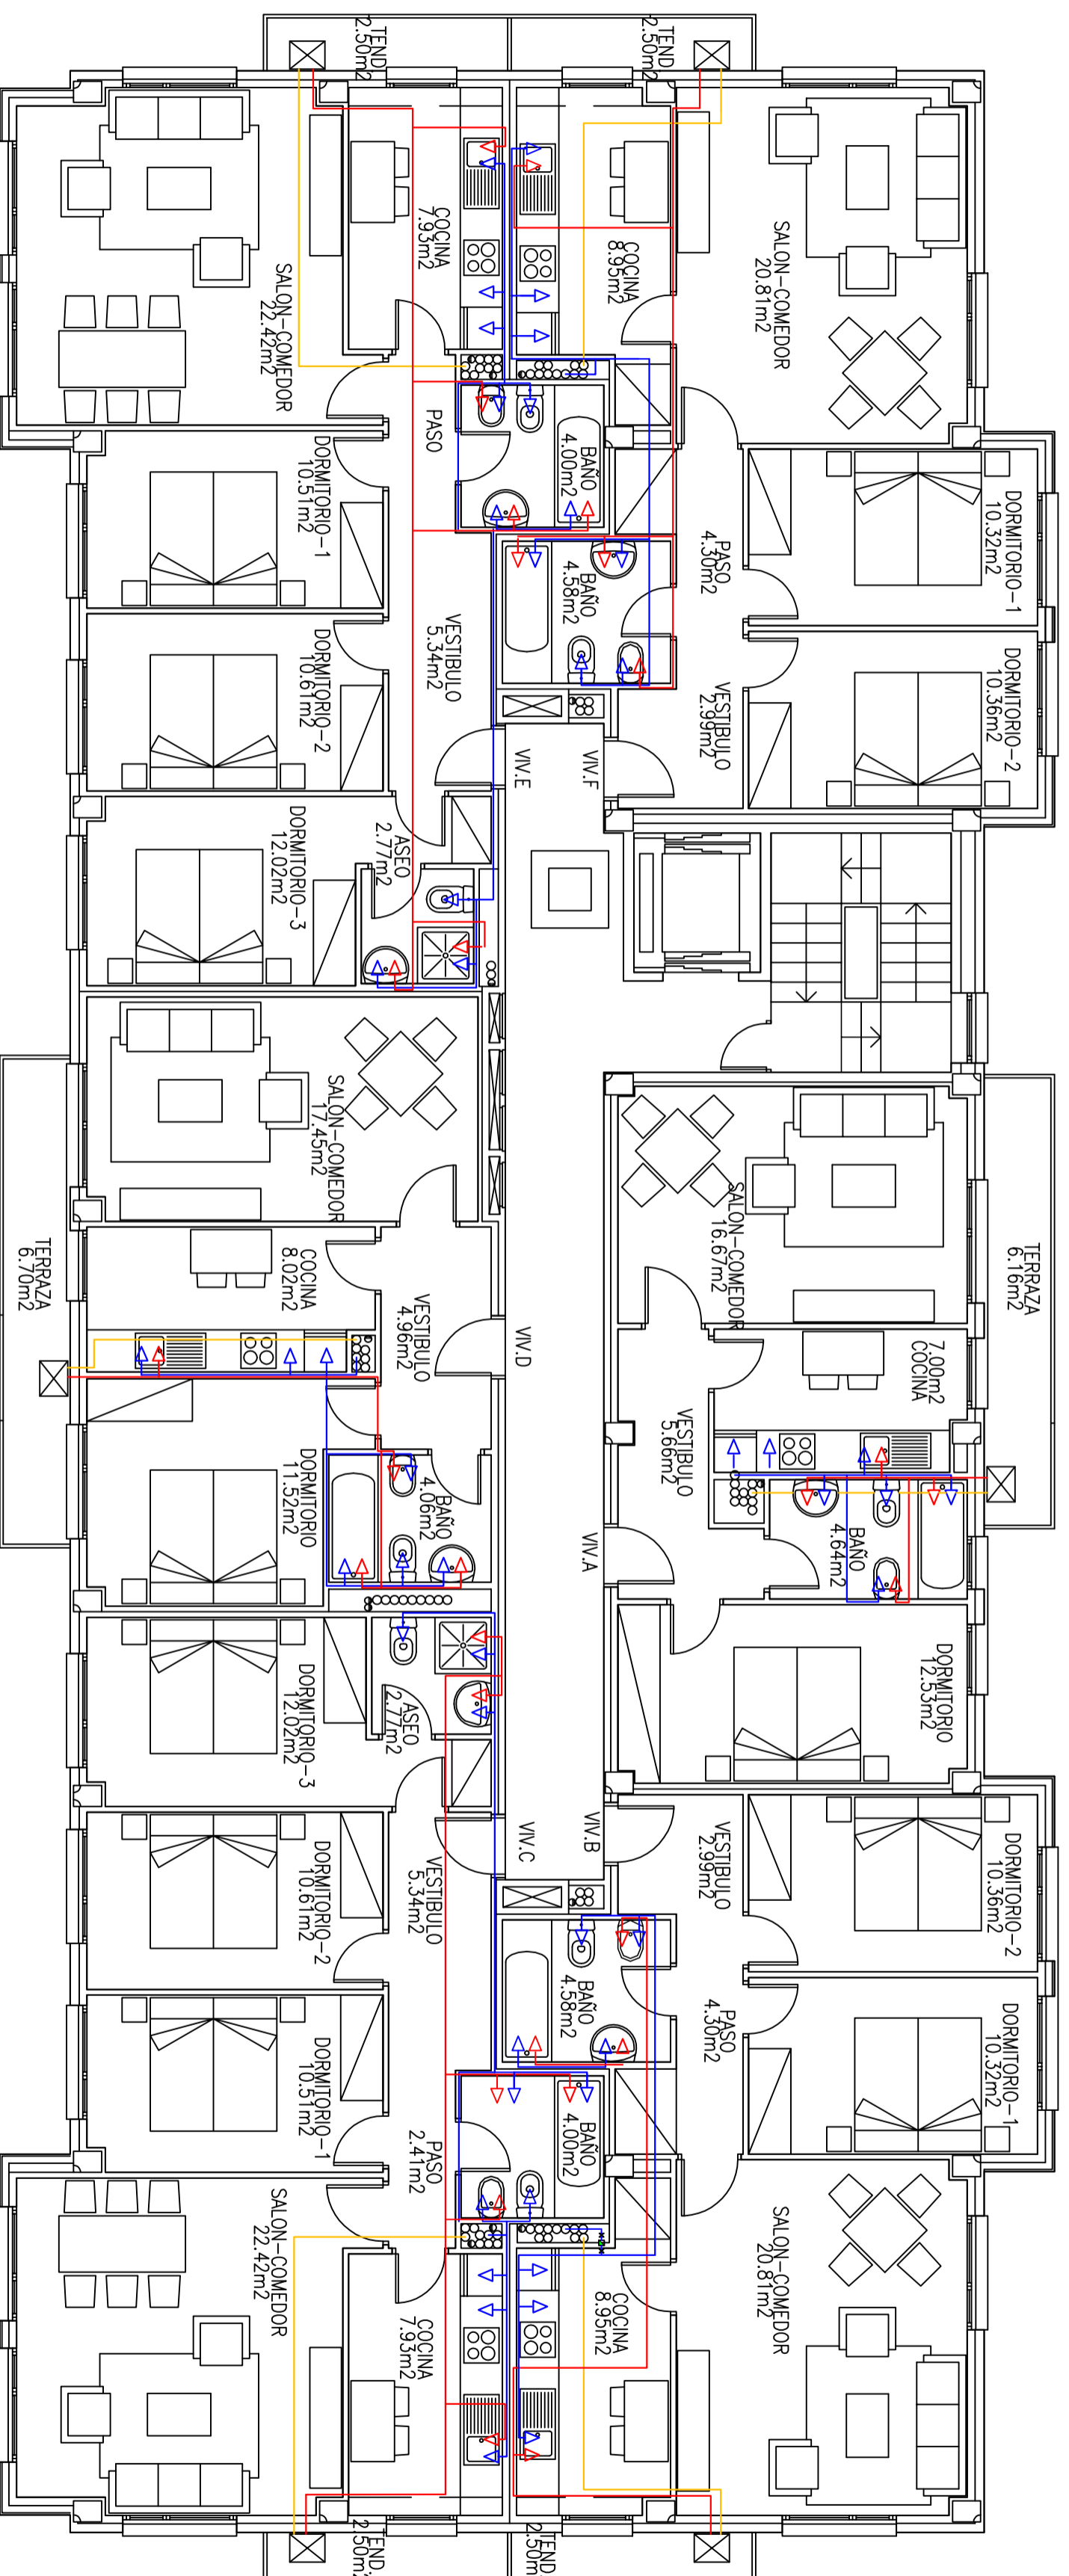 TEND.
2.50m2
TEND.
2.50m2
SALON-COMEDOR
22.42m2
COCINA
7.93m2
COCINA
8.95m2
SALON-COMEDOR
20.81m2
DORMITORIO-1
10.51m2
PASO
BAÑO
4.00m2
BAÑO
4.58m2
PASO
4.30m2
DORMITORIO-1
10.32m2
DORMITORIO-2
10.61m2
VESTIBULO
5.34m2
VIV.E
VIV.F
VESTIBULO
2.99m2
DORMITORIO-2
10.36m2
DORMITORIO-3
12.02m2
ASEO
2.77m2
SALON-COMEDOR
17.45m2
SALON-COMEDOR
16.67m2
TERRAZA
6.16m2
TERRAZA
6.70m2
COCINA
8.02m2
VESTIBULO
4.96m2
VIV.D
7.00m2
COCINA
VESTIBULO
5.66m2
DORMITORIO
11.52m2
BAÑO
4.06m2
VIV.A
BAÑO
4.64m2
DORMITORIO
12.53m2
DORMITORIO-3
12.02m2
ASEO
2.77m2
VIV.C
VIV.B
VESTIBULO
2.99m2
DORMITORIO-2
10.36m2
DORMITORIO-2
10.61m2
VESTIBULO
5.34m2
BAÑO
4.58m2
PASO
4.30m2
DORMITORIO-1
10.32m2
DORMITORIO-1
10.51m2
PASO
2.41m2
BAÑO
4.00m2
SALON-COMEDOR
22.42m2
COCINA
7.93m2
COCINA
8.95m2
SALON-COMEDOR
20.81m2
TEND.
2.50m2
TEND.
2.50m